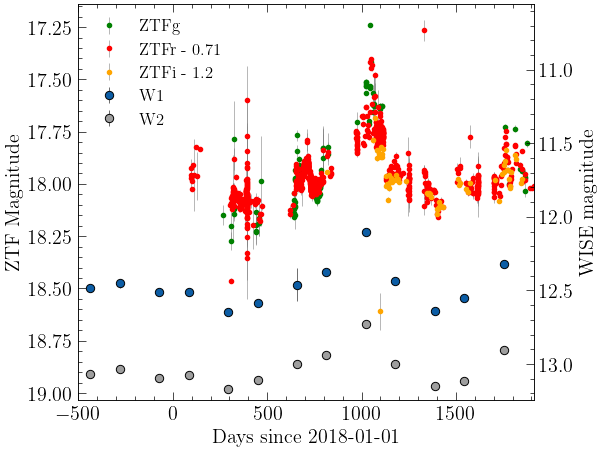 ZTFg
ZTFr - 0.71
ZTFi - 1.2
W1
W2
17.25
17.50
17.75
18.00
18.25
18.50
18.75
19.00
ZTF Magnitude
11.0
11.5
12.0
12.5
13.0
WISE magnitude
−500
0
500
1000
1500
Days since 2018-01-01